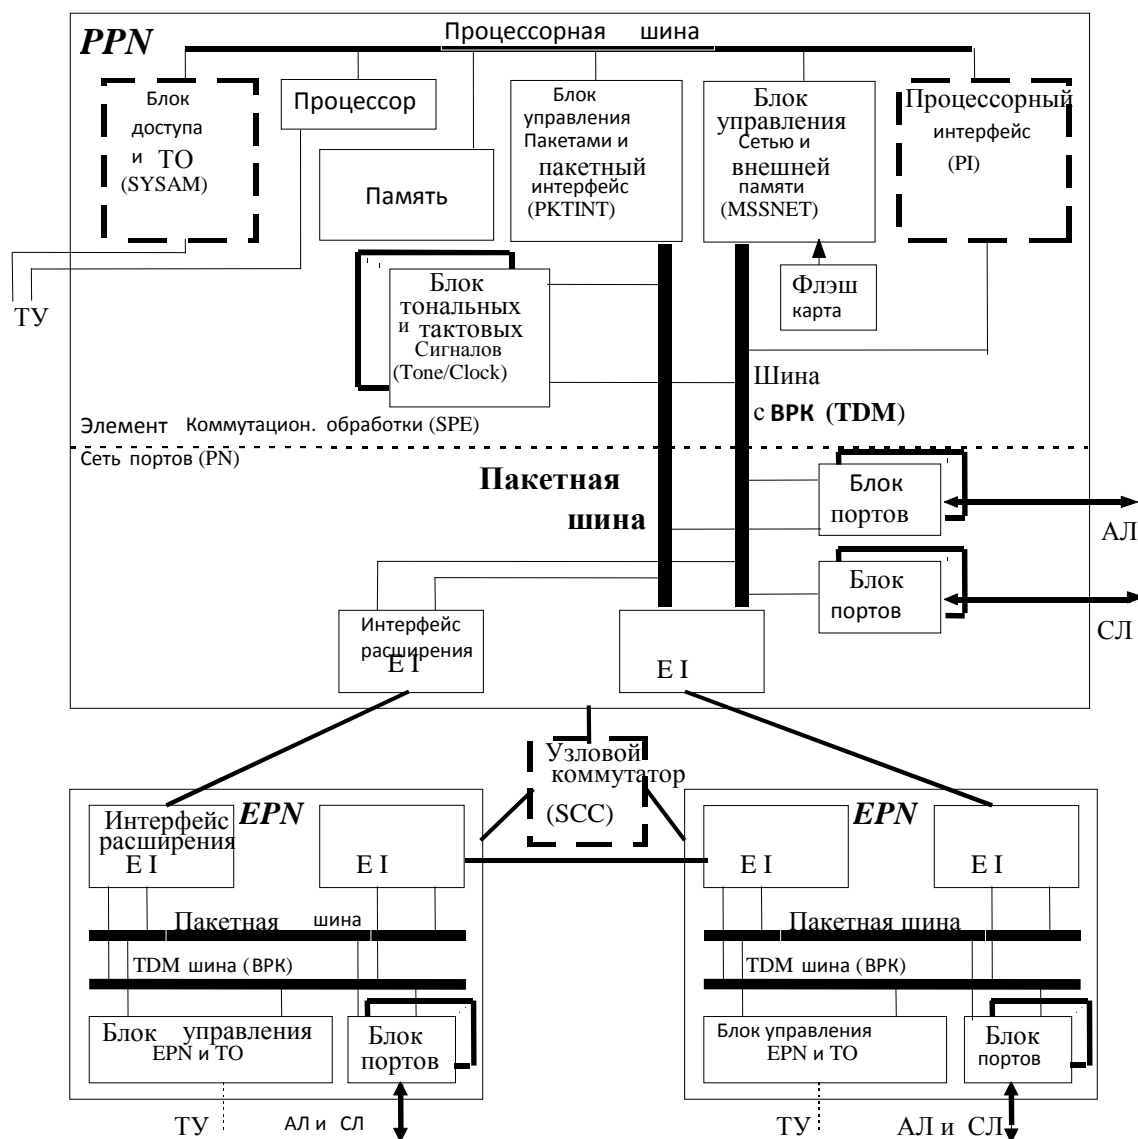 PPN
Процессорная шина
Блок
доступа
и ТО
(SYSAM)
Процессор
Память
Блок
управления
Пакетами и
пакетный
интерфейс
(PKTINT)
Блок
управления
Сетью и
внешней
памяти
(MSSNET)
Процессорный
интерфейс
(PI)
ТУ
Блок
тональных
и тактовых
Сигналов
(Tone/Clock)
Флэш
карта
Шина
с ВРК (TDM)
Элемент Коммутацион. обработки (SPE)
Сеть портов (PN)
Пакетная
шина
Блок
портов
АЛ
Блок
портов
СЛ
Интерфейс
расширения
E I
E I
Узловой
коммутатор
(SCC)
EPN
Интерфейс
расширения
E I
E I
Пакетная шина
TDM шина (ВРК)
Блок управления
EPN и ТО
Блок
портов
ТУ
АЛ и СЛ
EPN
E I
E I
Пакетная шина
TDM шина (ВРК)
Блок управления
EPN и ТО
Блок
портов
ТУ
АЛ и СЛ